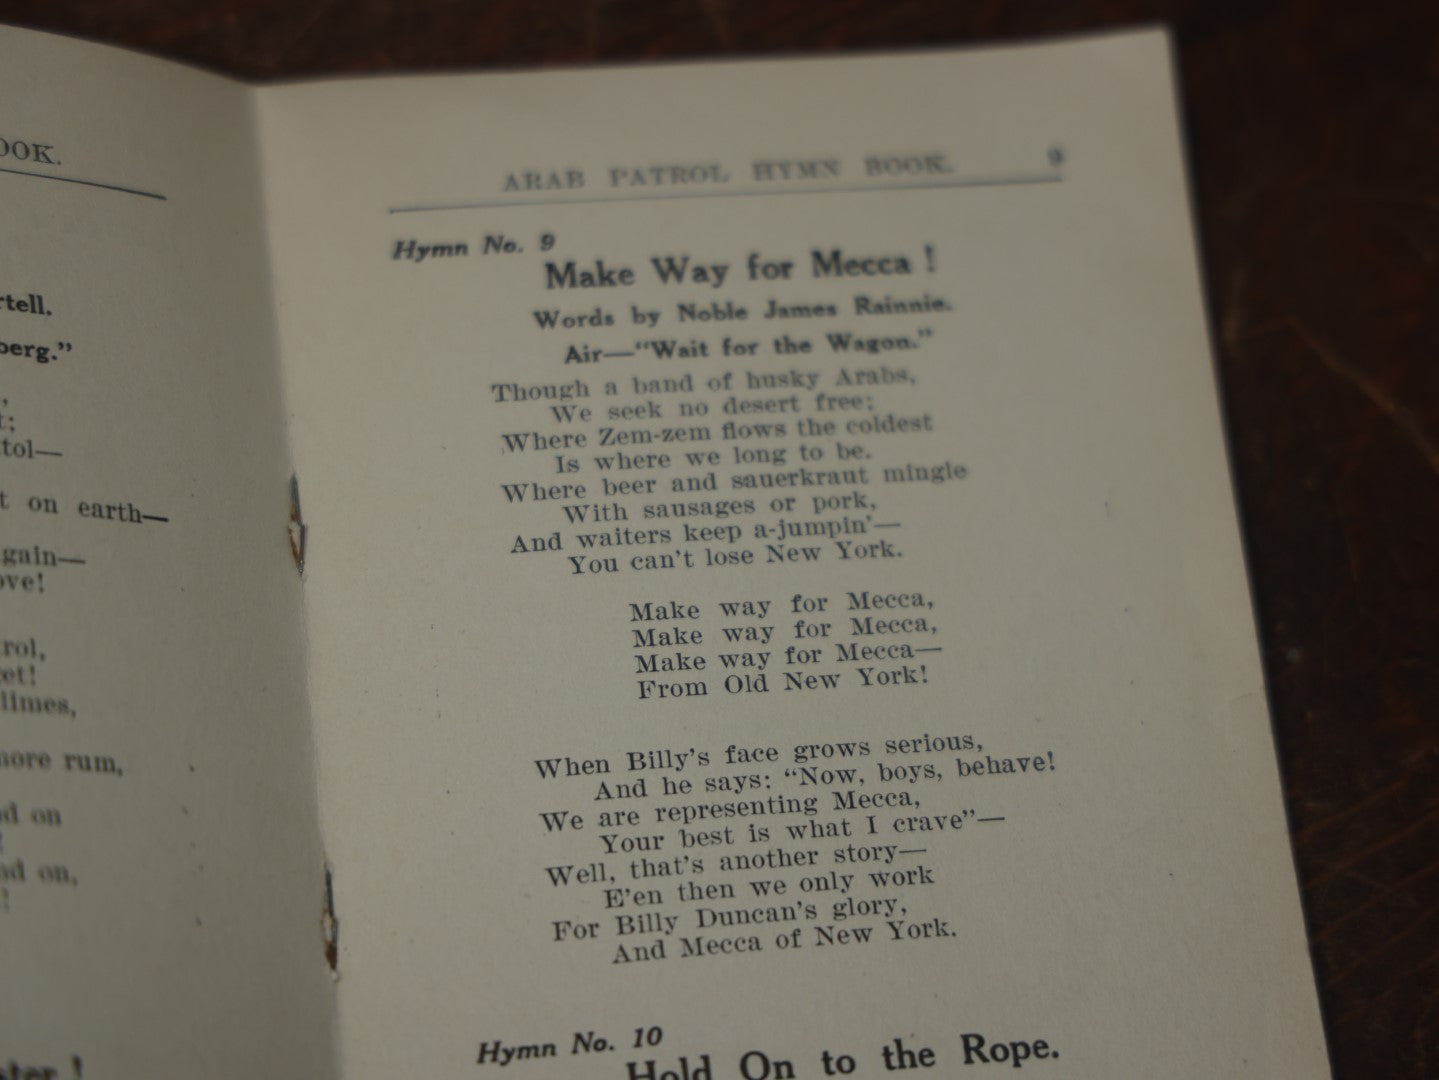 OOK.
rtell.
berg."
,
t;
tol—
t on earth—
gain—
ove!
rol,
et!
limes,
more rum,
d on
!
d on,
!
ster!
ARAB PATROL HYMN BOOK. 9
Hymn No. 9
Make Way for Mecca!
Words by Noble James Rainnie.
Air—"Wait for the Wagon."
Though a band of husky Arabs,
We seek no desert free;
Where Zem-zem flows the coldest
Is where we long to be.
Where beer and sauerkraut mingle
With sausages or pork,
And waiters keep a-jumpin'—
You can't lose New York.
Make way for Mecca,
Make way for Mecca,
Make way for Mecca—
From Old New York!
When Billy's face grows serious,
And he says: "Now, boys, behave!
We are representing Mecca,
Your best is what I crave"—
Well, that's another story—
E'en then we only work
For Billy Duncan's glory,
And Mecca of New York.
Hymn No. 10
Hold On to the Rope.